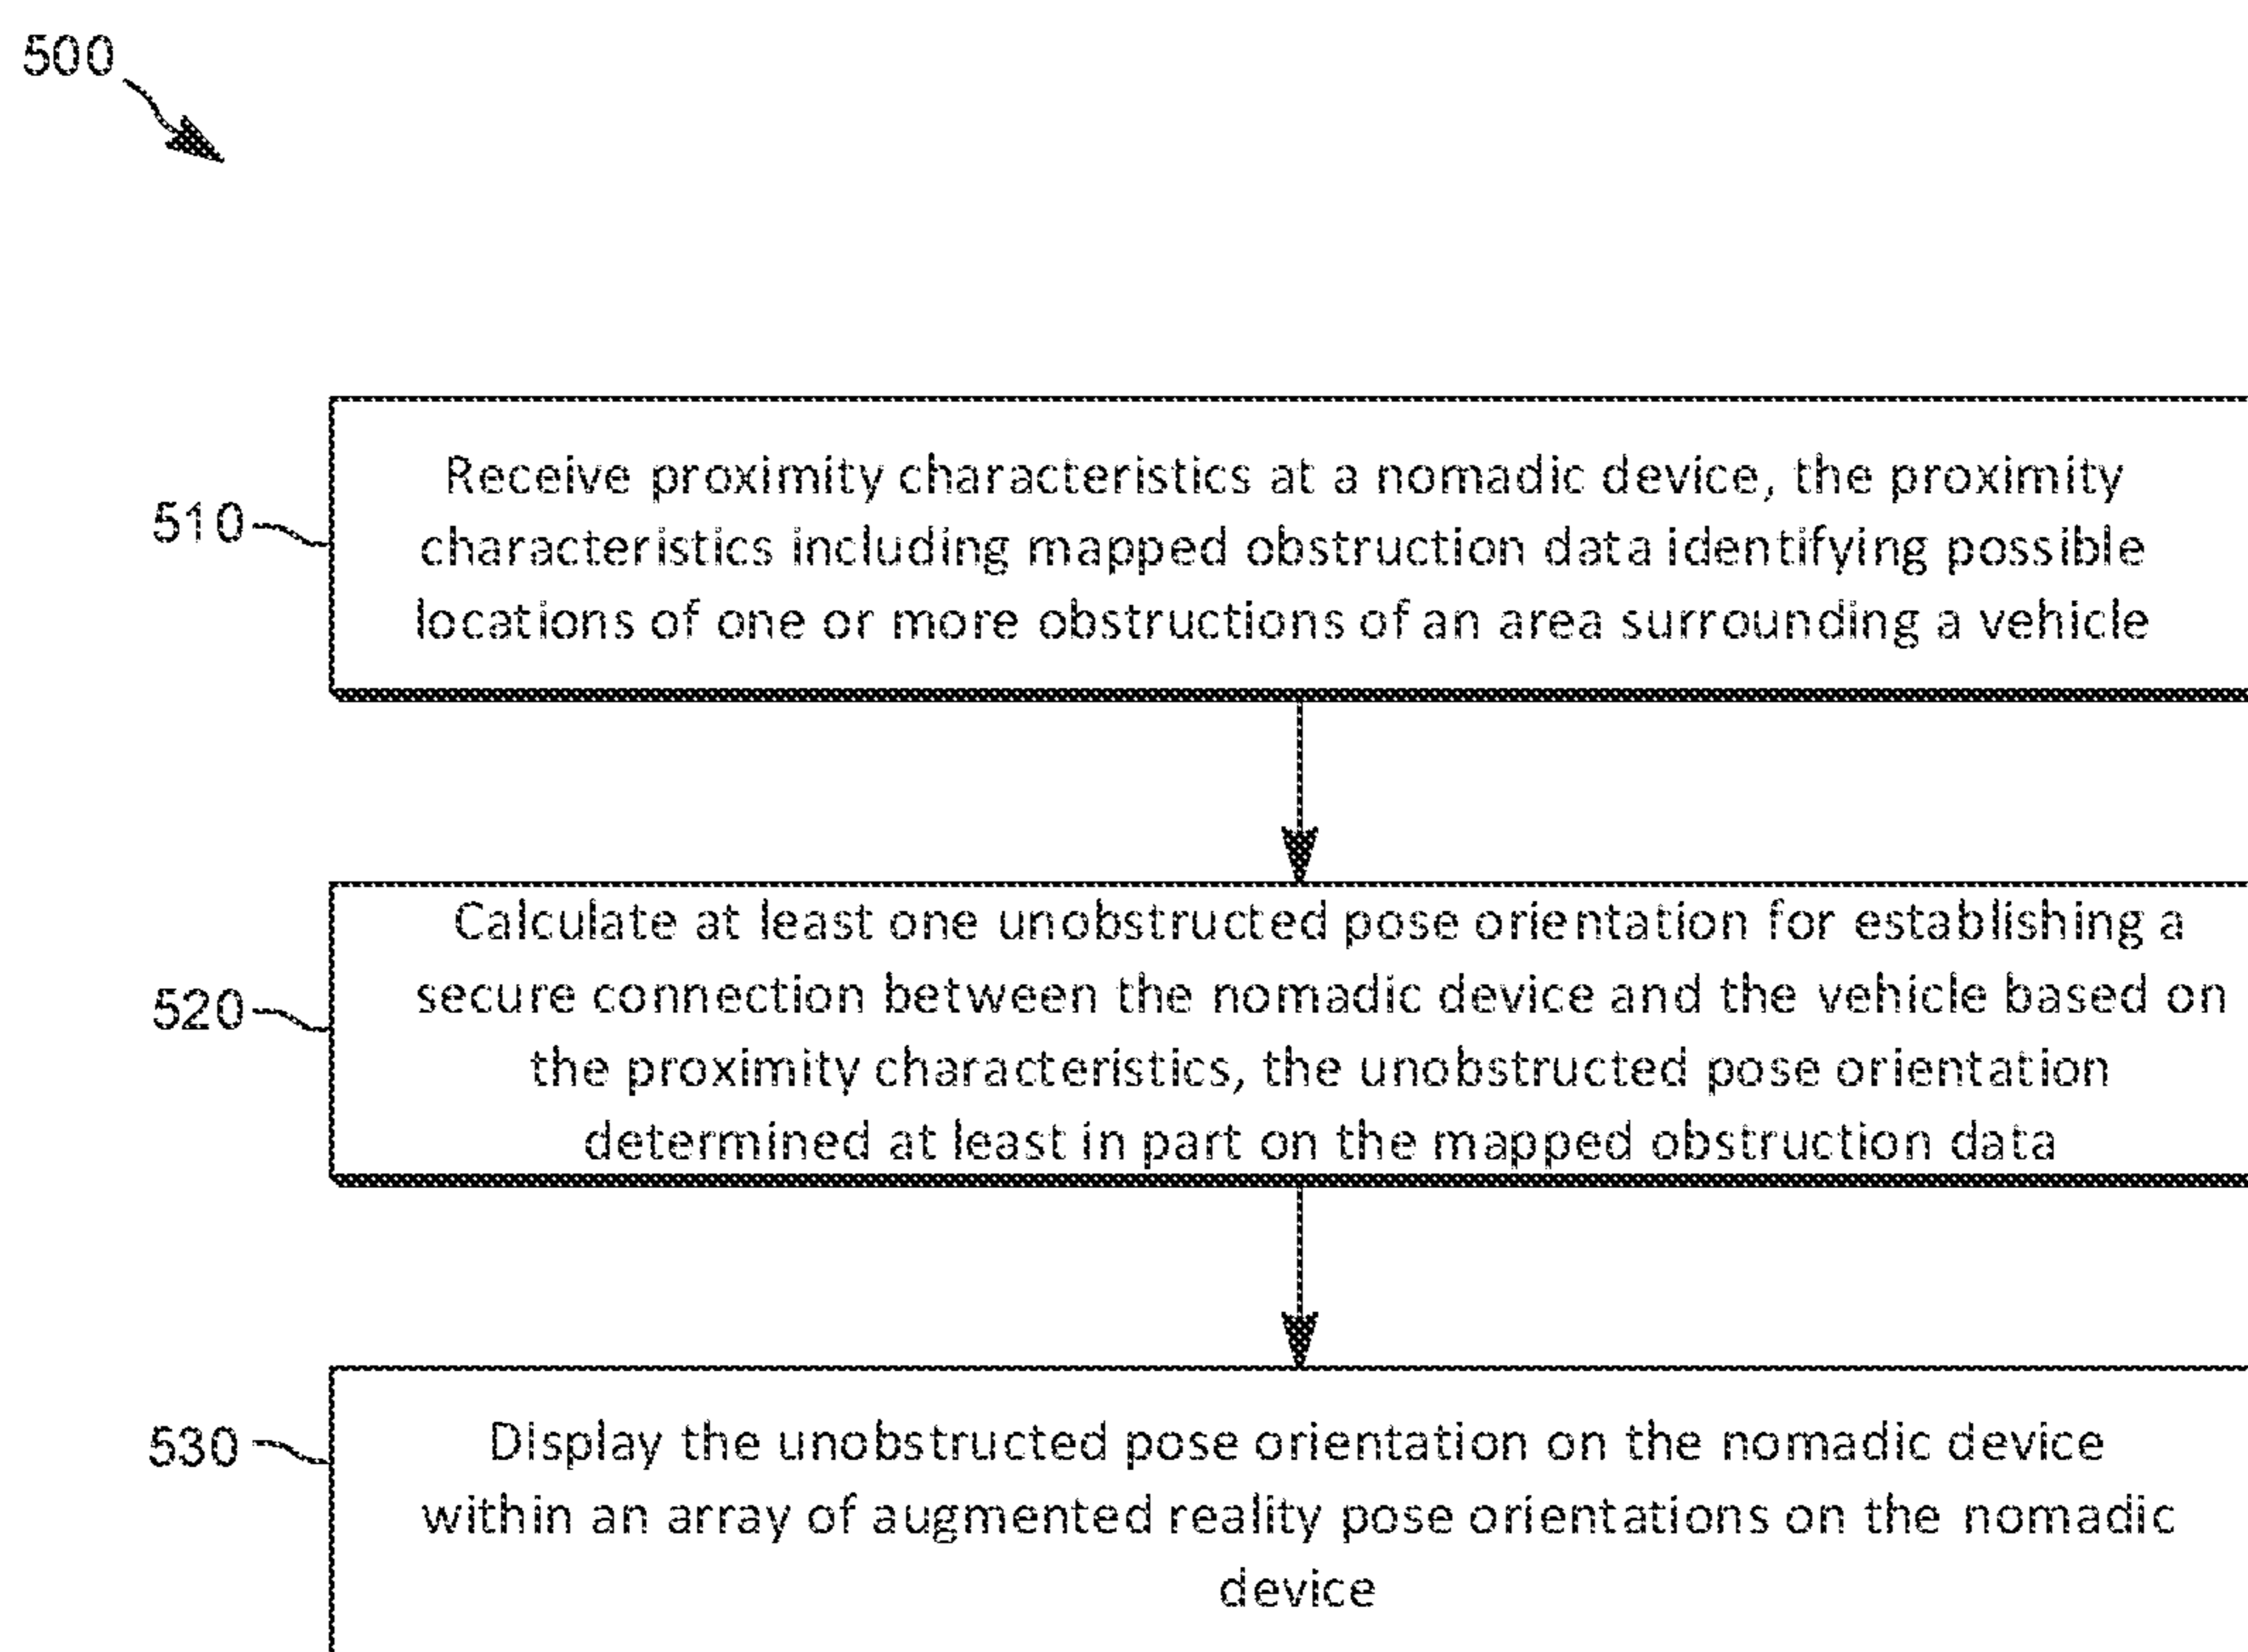 500
510
Receive proximity characteristics at a nomadic device, the proximity
characteristics including mapped obstruction data identifying possible
locations of one or more obstructions of an area surrounding a vehicle
520
Calculate at least one unobstructed pose orientation for establishing a
secure connection between the nomadic device and the vehicle based on
the proximity characteristics, the unobstructed pose orientation
determined at least in part on the mapped obstruction data
530
Display the unobstructed pose orientation on the nomadic device
within an array of augmented reality pose orientations on the nomadic
device